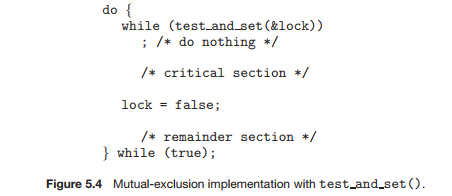 do {
while (test_and_set(&lock))
; /* do nothing */
/* critical section */
lock = false;
/* remainder section */
} while (true);
Figure 5.4 Mutual-exclusion implementation with test_and_set().